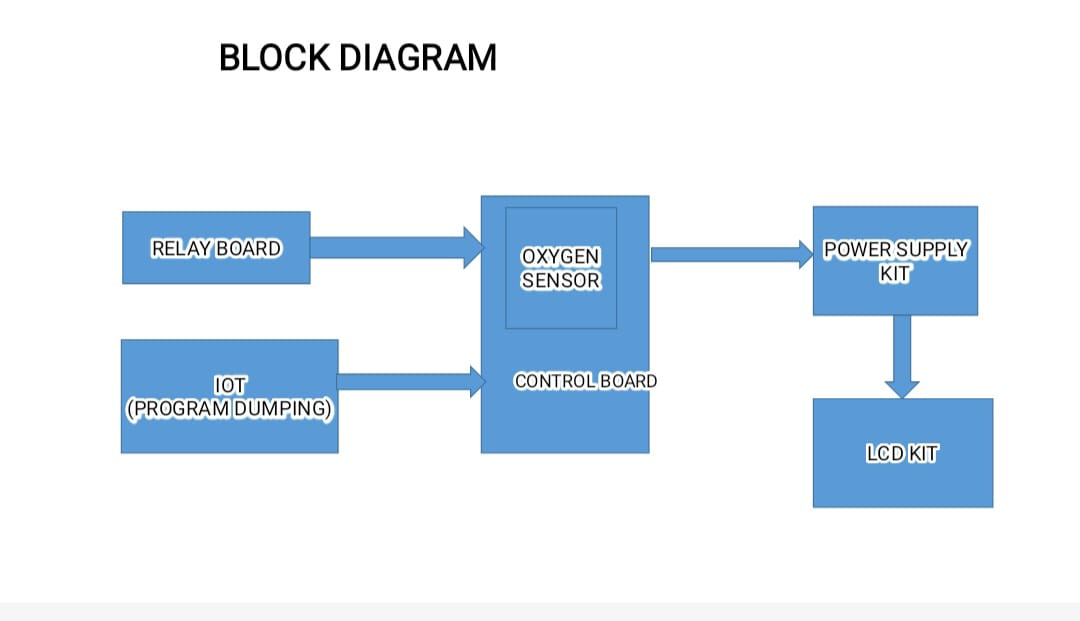 BLOCK DIAGRAM
RELAY BOARD
OXYGEN
SENSOR
POWER SUPPLY
KIT
IOT
(PROGRAM DUMPING)
CONTROL BOARD
LCD KIT